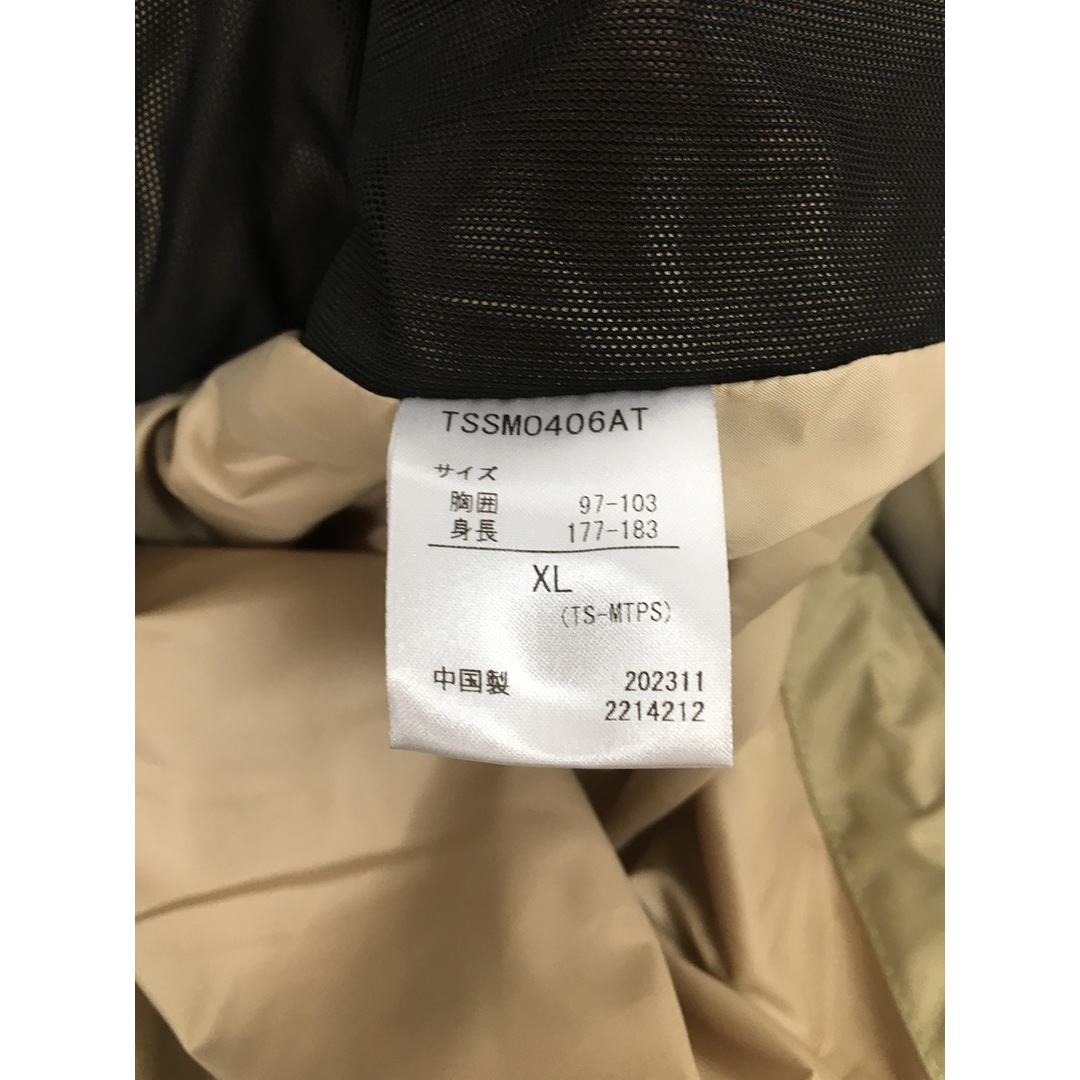 TSSM0406AT
サイズ
胸囲 97-103
身長 177-183
XL
(TS-MTPS)
中国製 202311
2214212